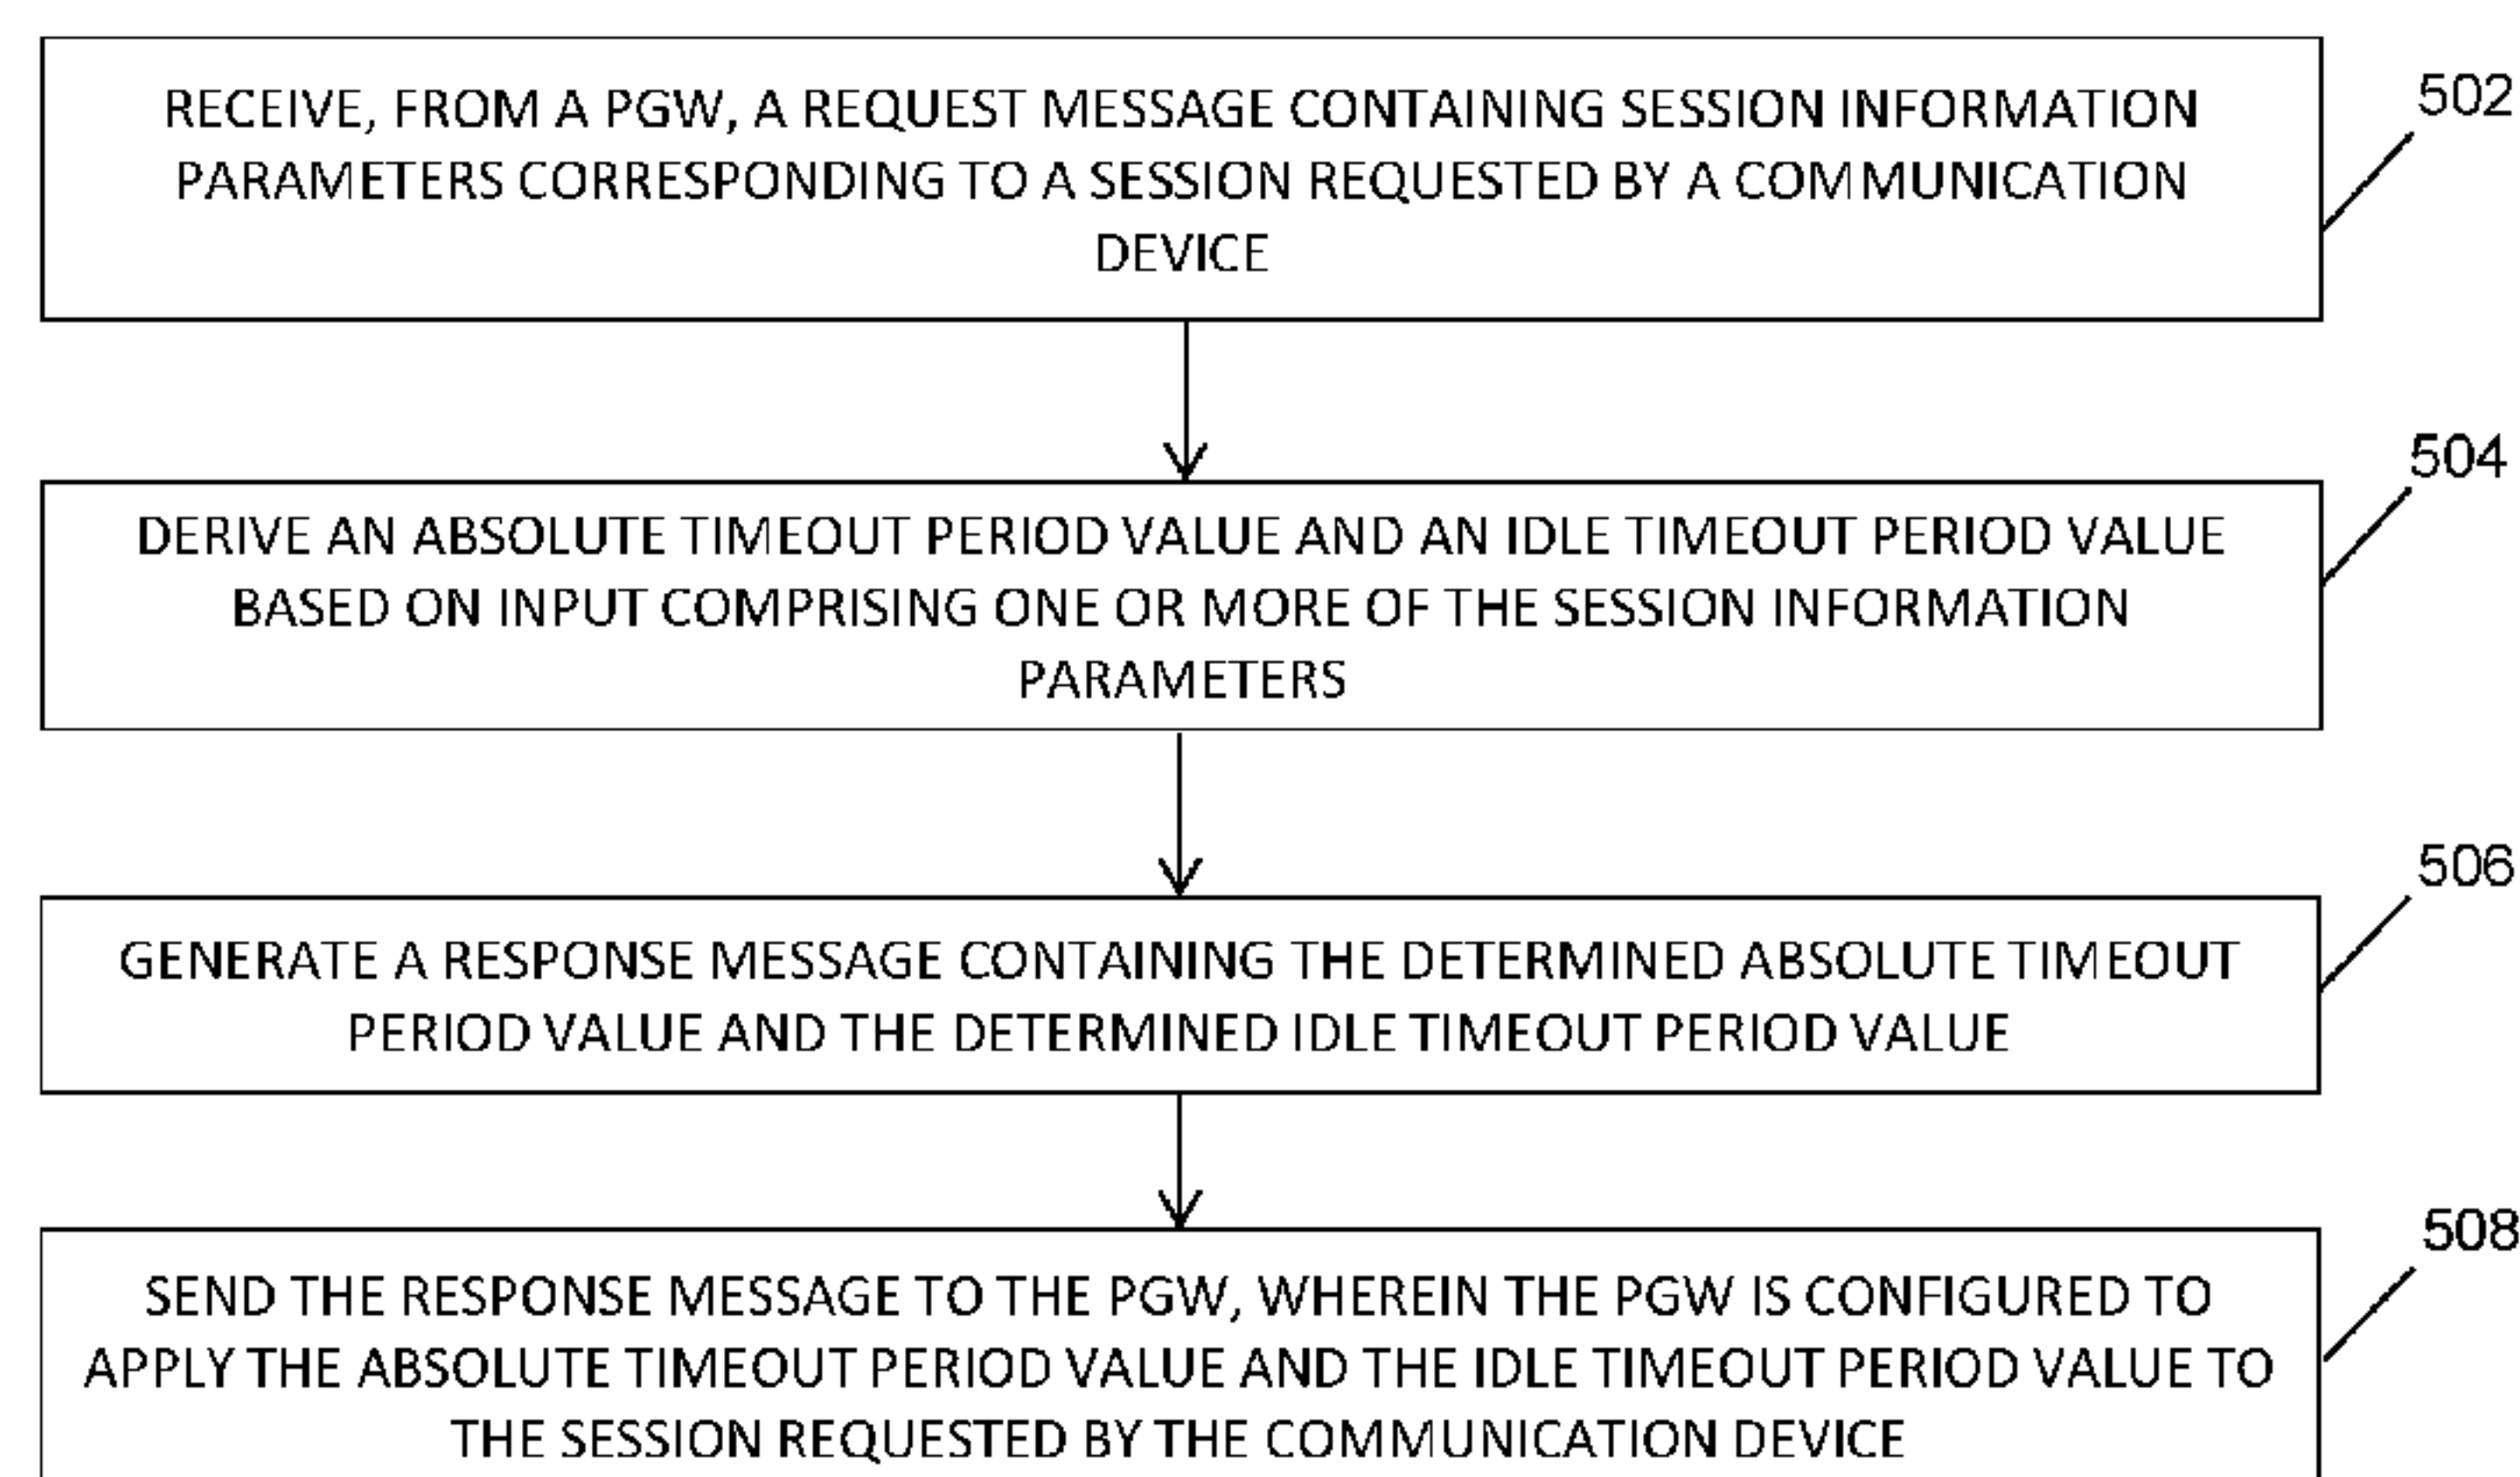 RECEIVE, FROM A PGW, A REQUEST MESSAGE CONTAINING SESSION INFORMATION
PARAMETERS CORRESPONDING TO A SESSION REQUESTED BY A COMMUNICATION
DEVICE
502
DERIVE AN ABSOLUTE TIMEOUT PERIOD VALUE AND AN IDLE TIMEOUT PERIOD VALUE
BASED ON INPUT COMPRISING ONE OR MORE OF THE SESSION INFORMATION
PARAMETERS
504
GENERATE A RESPONSE MESSAGE CONTAINING THE DETERMINED ABSOLUTE TIMEOUT
PERIOD VALUE AND THE DETERMINED IDLE TIMEOUT PERIOD VALUE
506
SEND THE RESPONSE MESSAGE TO THE PGW, WHEREIN THE PGW IS CONFIGURED TO
APPLY THE ABSOLUTE TIMEOUT PERIOD VALUE AND THE IDLE TIMEOUT PERIOD VALUE TO
THE SESSION REQUESTED BY THE COMMUNICATION DEVICE
508